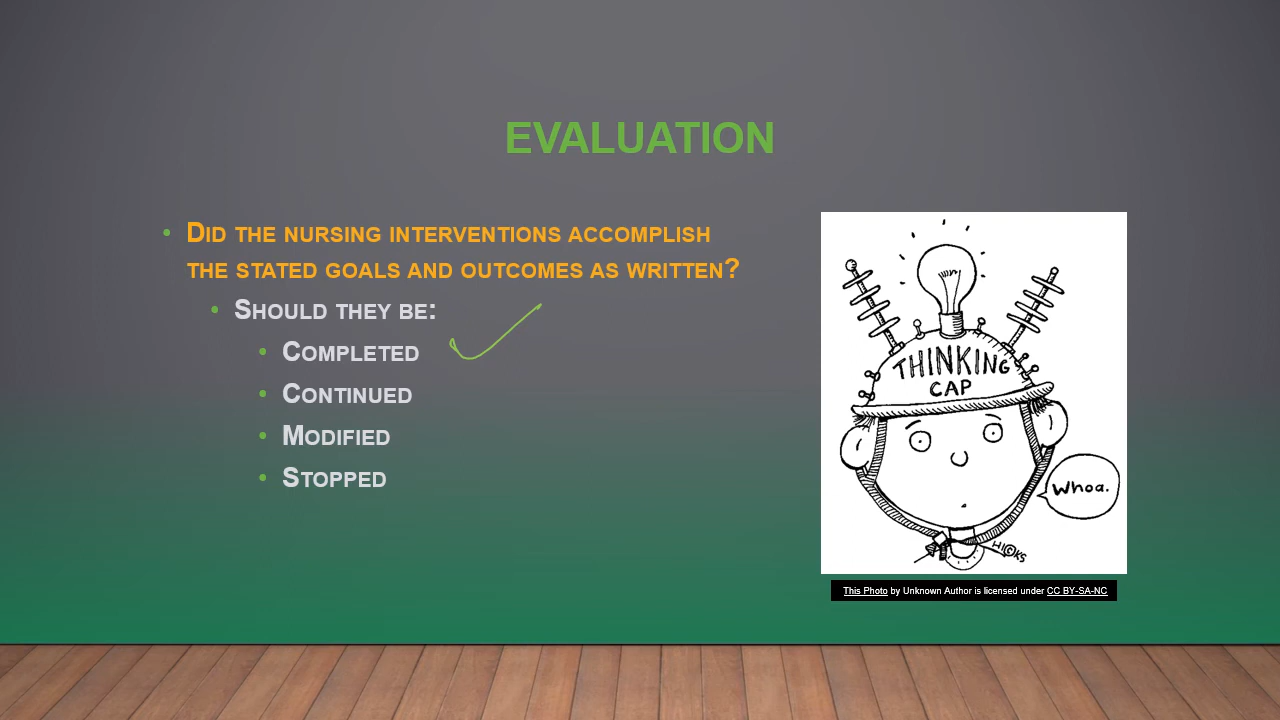 EVALUATION
• DID THE NURSING INTERVENTIONS ACCOMPLISH
THE STATED GOALS AND OUTCOMES AS WRITTEN?
• SHOULD THEY BE:
• COMPLETED
• CONTINUED
• MODIFIED
• STOPPED
THINKING
CAP
Whoa.
HICKS
This Photo by Unknown Author is licensed under CC BY-SA-NC